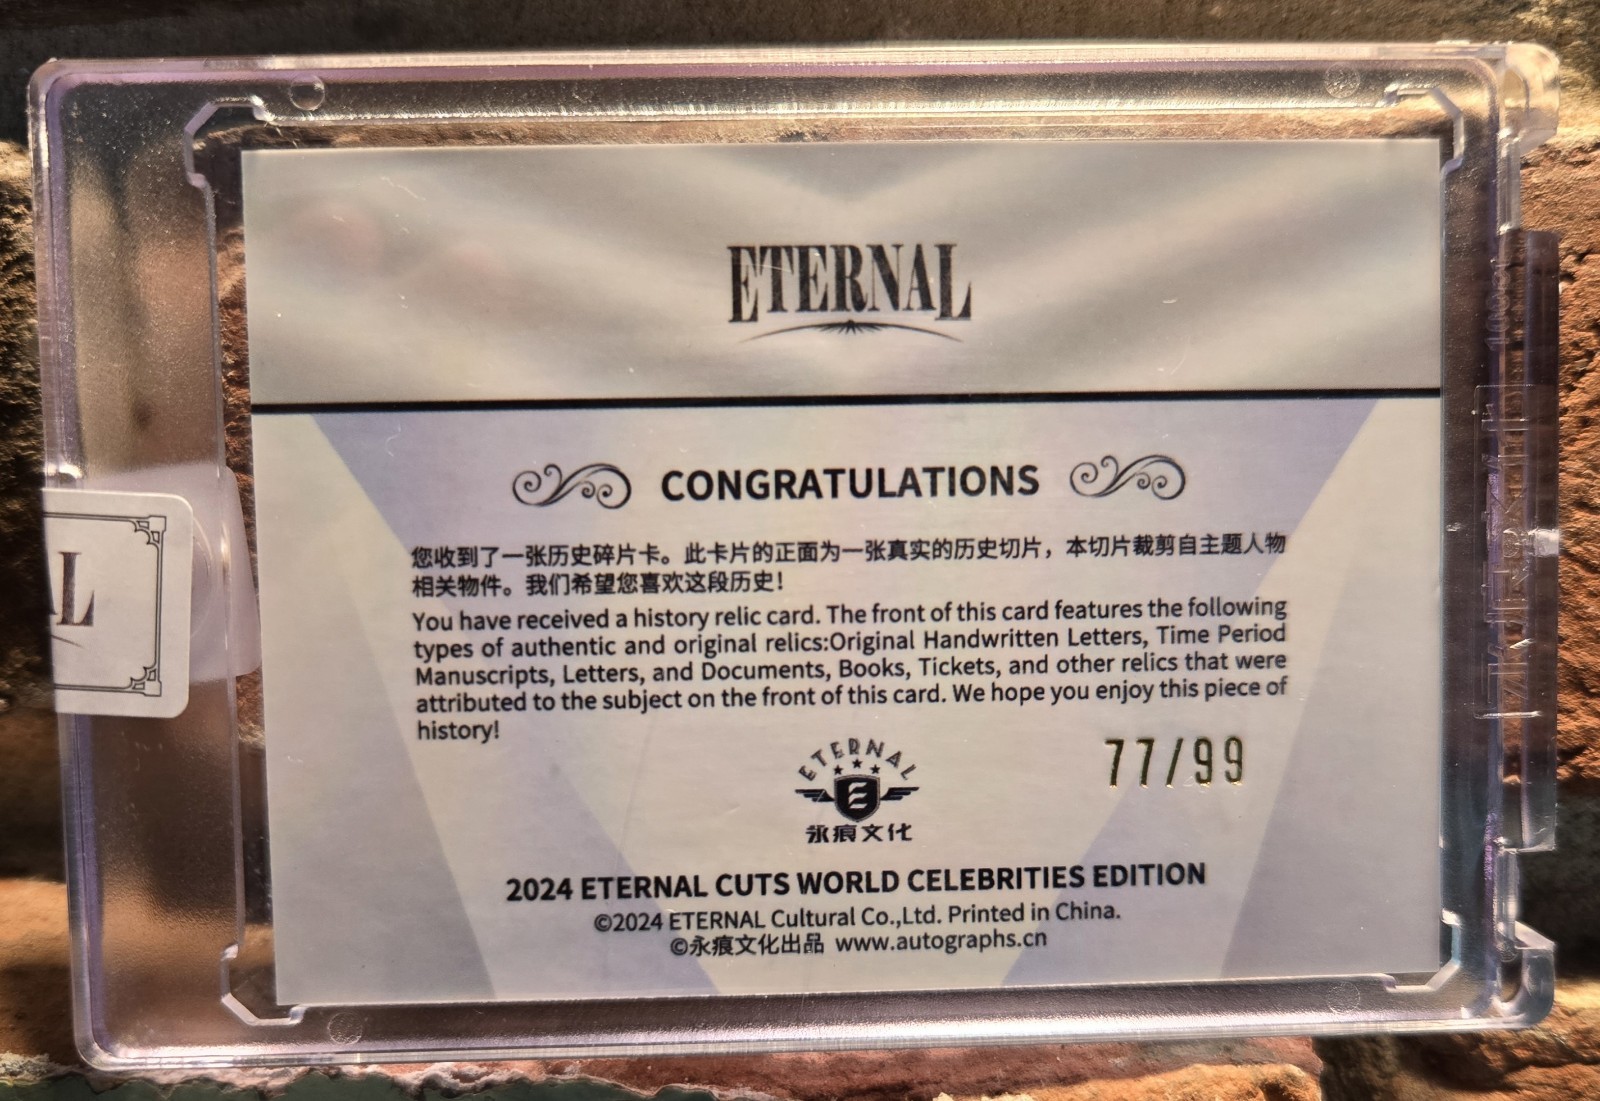 ETERNAL
CONGRATULATIONS
您收到了一张历史碎片卡。此卡片的正面为一张真实的历史切片，本切片裁剪自主题人物
相关物件。我们希望您喜欢这段历史！
You have received a history relic card. The front of this card features the following
types of authentic and original relics:Original Handwritten Letters, Time Period
Manuscripts, Letters, and Documents, Books, Tickets, and other relics that were
attributed to the subject on the front of this card. We hope you enjoy this piece of
history!
77/99
ETERNAL
E
永痕文化
2024 ETERNAL CUTS WORLD CELEBRITIES EDITION
©2024 ETERNAL Cultural Co.,Ltd. Printed in China.
©永痕文化出品 www.autographs.cn
AL